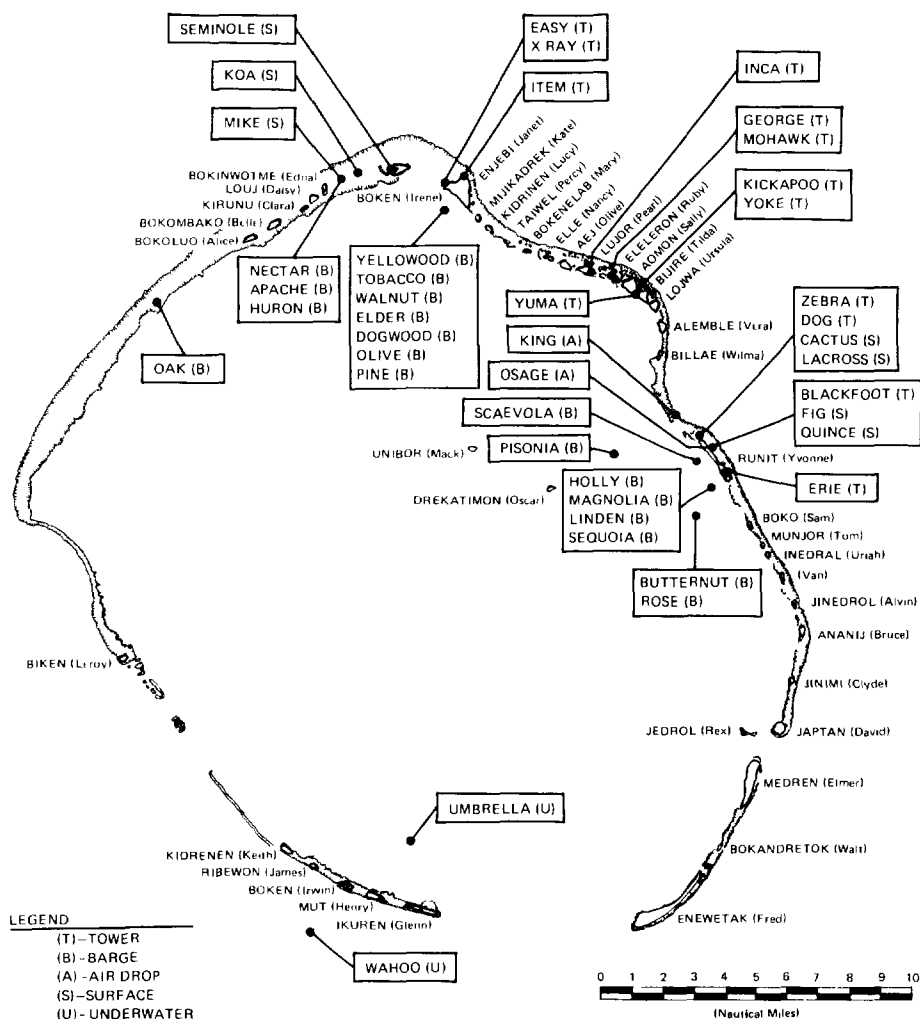 SEMINOLE (S)
KOA (S)
MIKE (S)
EASY (T)
X RAY (T)
ITEM (T)
INCA (T)
GEORGE (T)
MOHAWK (T)
KICKAPOO (T)
YOKE (T)
BOKINWOTME (Edna)
LOUJ (Daisy)
KIRUNU (Clara)
BOKOMBAKO (Belle)
BOKOLUO (Alice)
BOKEN (Irene)
ENJEBI (Janet)
MIJIKADREK (Kate)
KIDRINEN (Lucy)
TAIWEL (Percy)
BOKENELAB (Mary)
ELLE (Nancy)
AEJ (Olive)
LUJOR (Pearl)
ELELERON (Ruby)
AOMON (Sally)
BIJIRE (Tilda)
LOJWA (Ursula)
ALEMBLE (Vera)
BILLAE (Wilma)
NECTAR (B)
APACHE (B)
HURON (B)
YELLOWOOD (B)
TOBACCO (B)
WALNUT (B)
ELDER (B)
DOGWOOD (B)
OLIVE (B)
PINE (B)
OAK (B)
YUMA (T)
KING (A)
OSAGE (A)
SCAEVOLA (B)
PISONIA (B)
ZEBRA (T)
DOG (T)
CACTUS (S)
LACROSS (S)
BLACKFOOT (T)
FIG (S)
QUINCE (S)
UNIBOR (Mack)
DREKATIMON (Oscar)
HOLLY (B)
MAGNOLIA (B)
LINDEN (B)
SEQUOIA (B)
BUTTERNUT (B)
ROSE (B)
RUNIT (Yvonne)
ERIE (T)
BOKO (Sam)
MUNJOR (Tom)
INEDRAL (Uriah)
(Van)
JINEDROL (Alvin)
ANANIJ (Bruce)
JINIMI (Clyde)
JEDROL (Rex)
JAPTAN (David)
BIKEN (Leroy)
MEDREN (Elmer)
BOKANDRETOK (Walt)
ENEWETAK (Fred)
UMBRELLA (U)
KIDRENEN (Keith)
RIBEWON (James)
BOKEN (Irwin)
MUT (Henry)
IKUREN (Glenn)
WAHOO (U)
LEGEND
(T)–TOWER
(B)–BARGE
(A)-AIR DROP
(S)–SURFACE
(U)- UNDERWATER
0 1 2 3 4 5 6 7 8 9 10
(Nautical Miles)